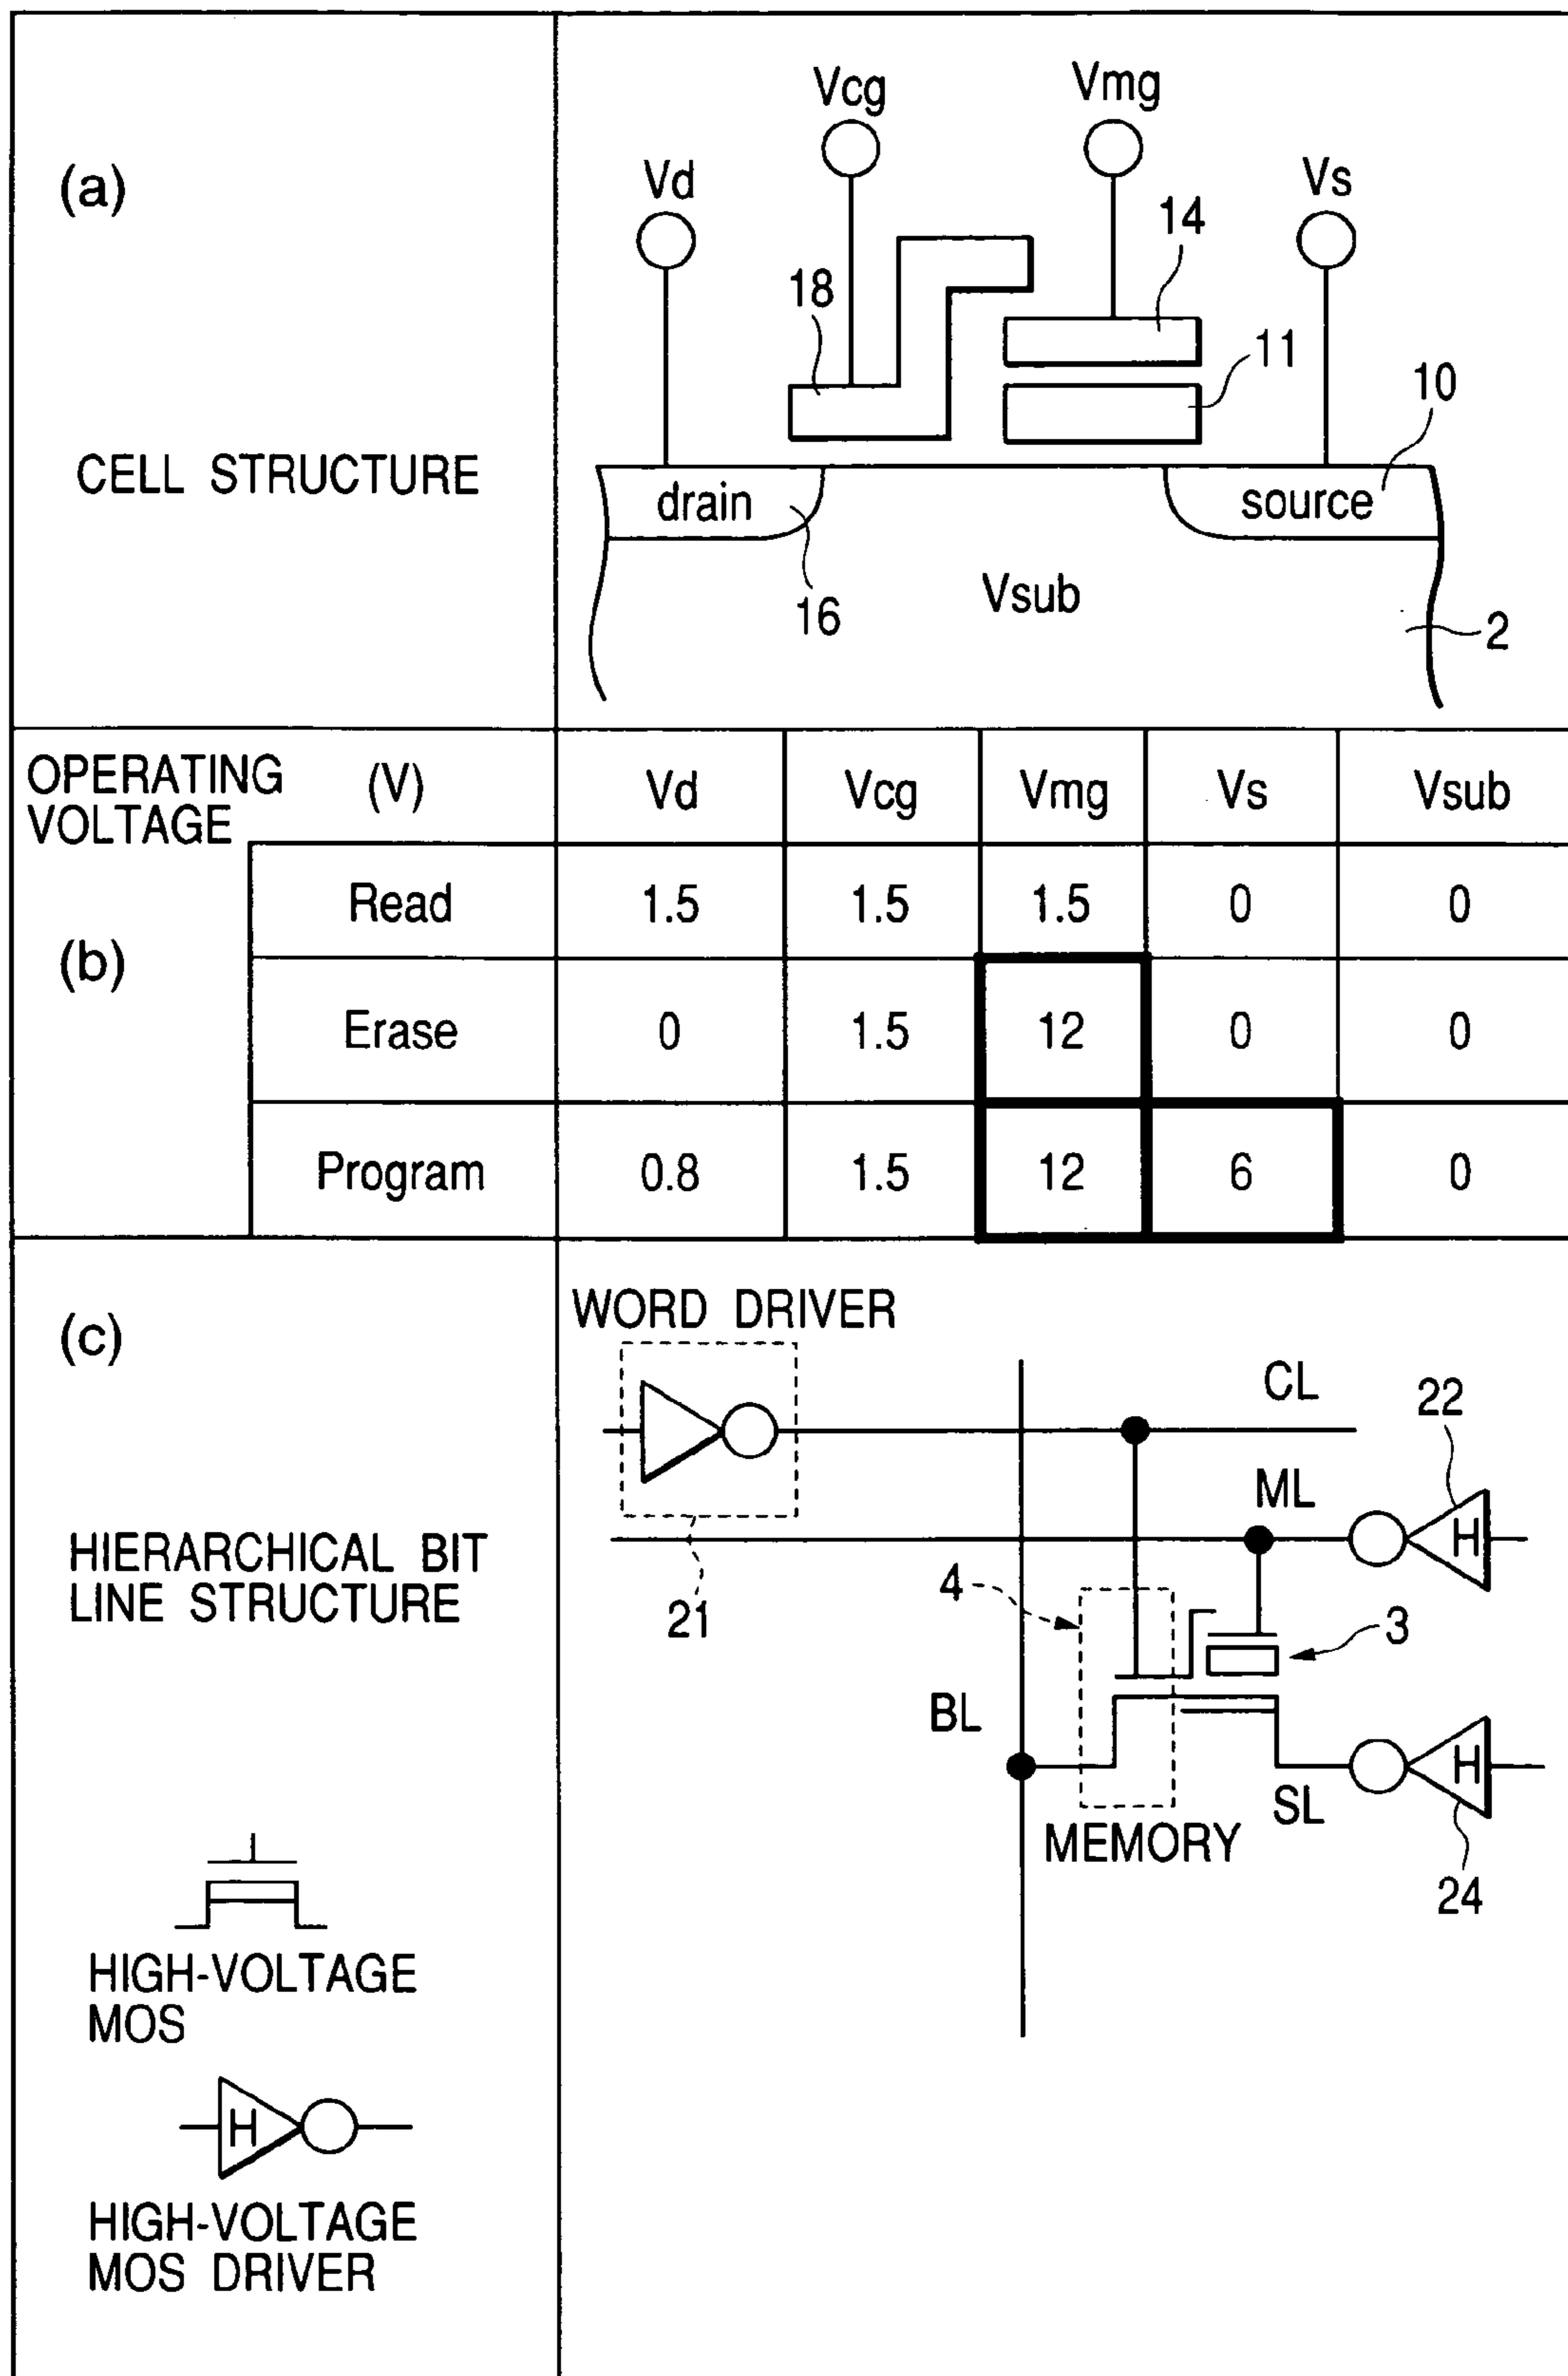 (a)
CELL STRUCTURE
Vcg
Vmg
Vd
Vs
14
18
11
10
drain
source
16
Vsub
2
OPERATING
VOLTAGE
(V) Vd Vcg Vmg Vs Vsub
(b)
Read 1.5 1.5 1.5 0 0
Erase 0 1.5 12 0 0
Program 0.8 1.5 12 6 0
(c)
HIERARCHICAL BIT
LINE STRUCTURE
HIGH-VOLTAGE
MOS
H
HIGH-VOLTAGE
MOS DRIVER
WORD DRIVER
CL
22
ML
H
21
4
3
BL
H
SL
MEMORY
24